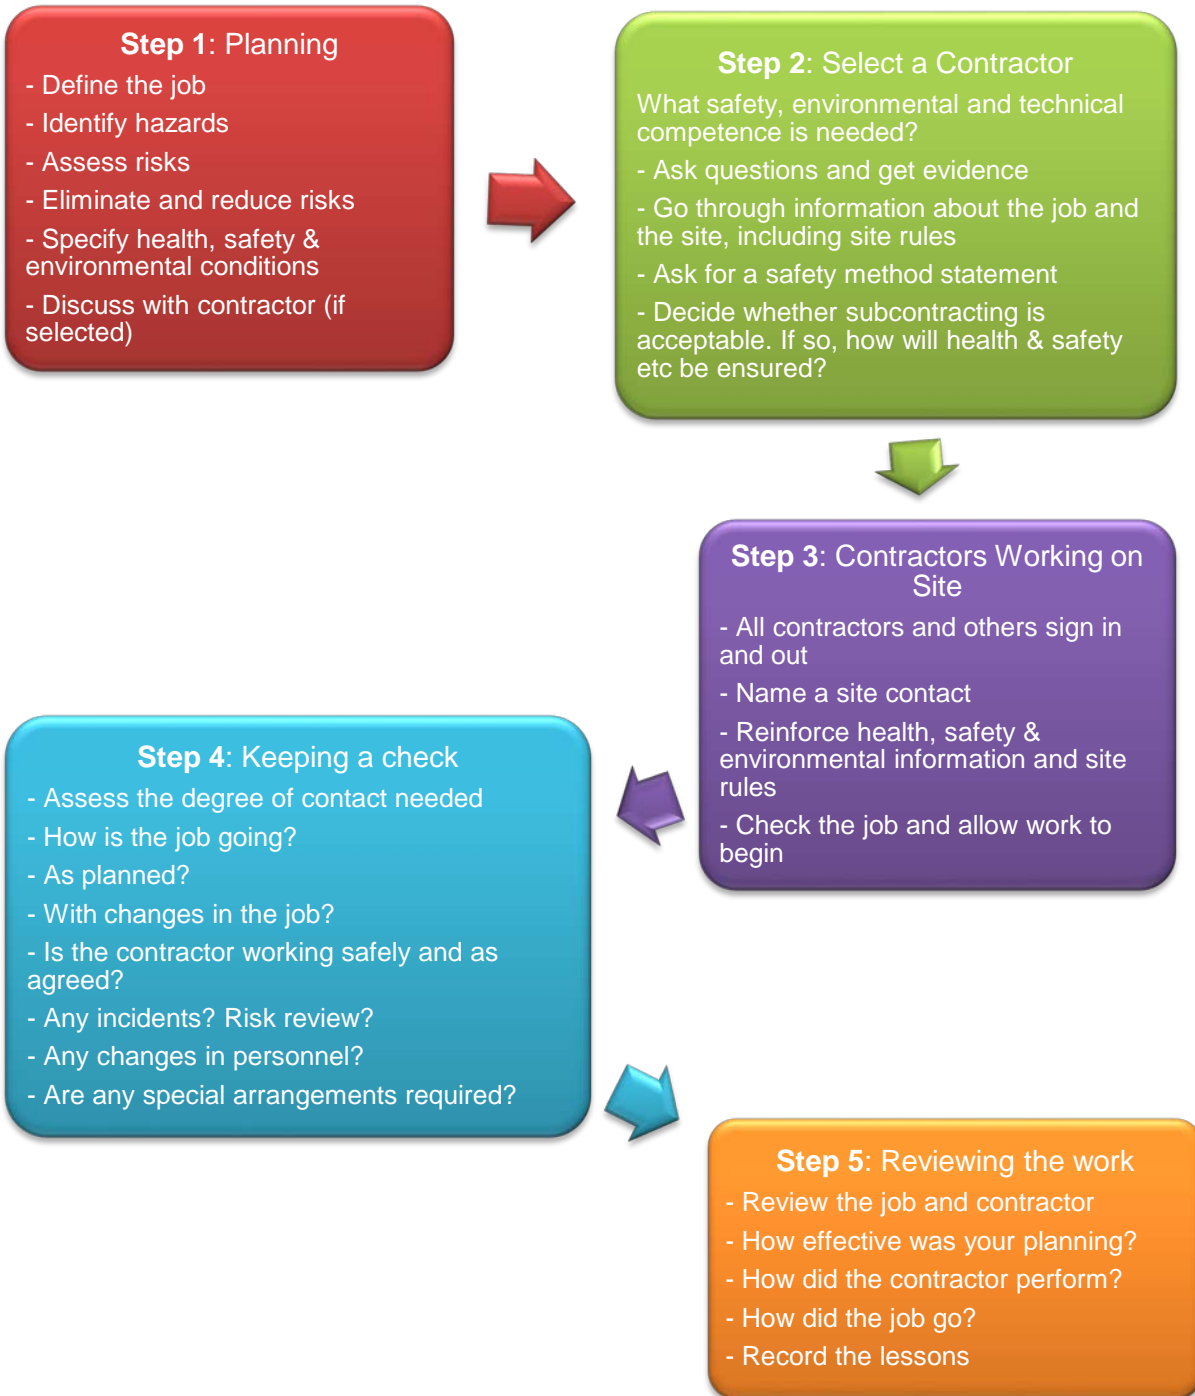 Step 1: Planning
- Define the job
- Identify hazards
- Assess risks
- Eliminate and reduce risks
- Specify health, safety &
environmental conditions
- Discuss with contractor (if
selected)
Step 2: Select a Contractor
What safety, environmental and technical
competence is needed?
- Ask questions and get evidence
- Go through information about the job and
the site, including site rules
- Ask for a safety method statement
- Decide whether subcontracting is
acceptable. If so, how will health & safety
etc be ensured?
Step 3: Contractors Working on
Site
- All contractors and others sign in
and out
- Name a site contact
- Reinforce health, safety &
environmental information and site
rules
- Check the job and allow work to
begin
Step 4: Keeping a check
- Assess the degree of contact needed
- How is the job going?
- As planned?
- With changes in the job?
- Is the contractor working safely and as
agreed?
- Any incidents? Risk review?
- Any changes in personnel?
- Are any special arrangements required?
Step 5: Reviewing the work
- Review the job and contractor
- How effective was your planning?
- How did the contractor perform?
- How did the job go?
- Record the lessons